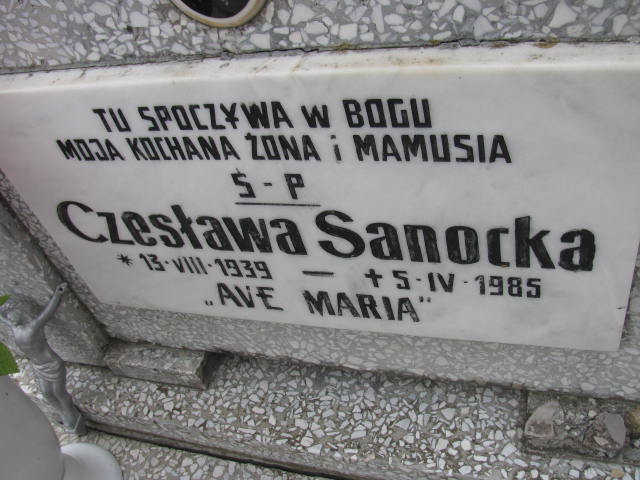 TU SPOCZYWA W BOGU
MOJA KOCHANA ŻONA i MAMUSIA
Ś-P
Czesława Sanocka
* 13-VIII-1939 — + 5-IV-1985
„AVE MARIA”